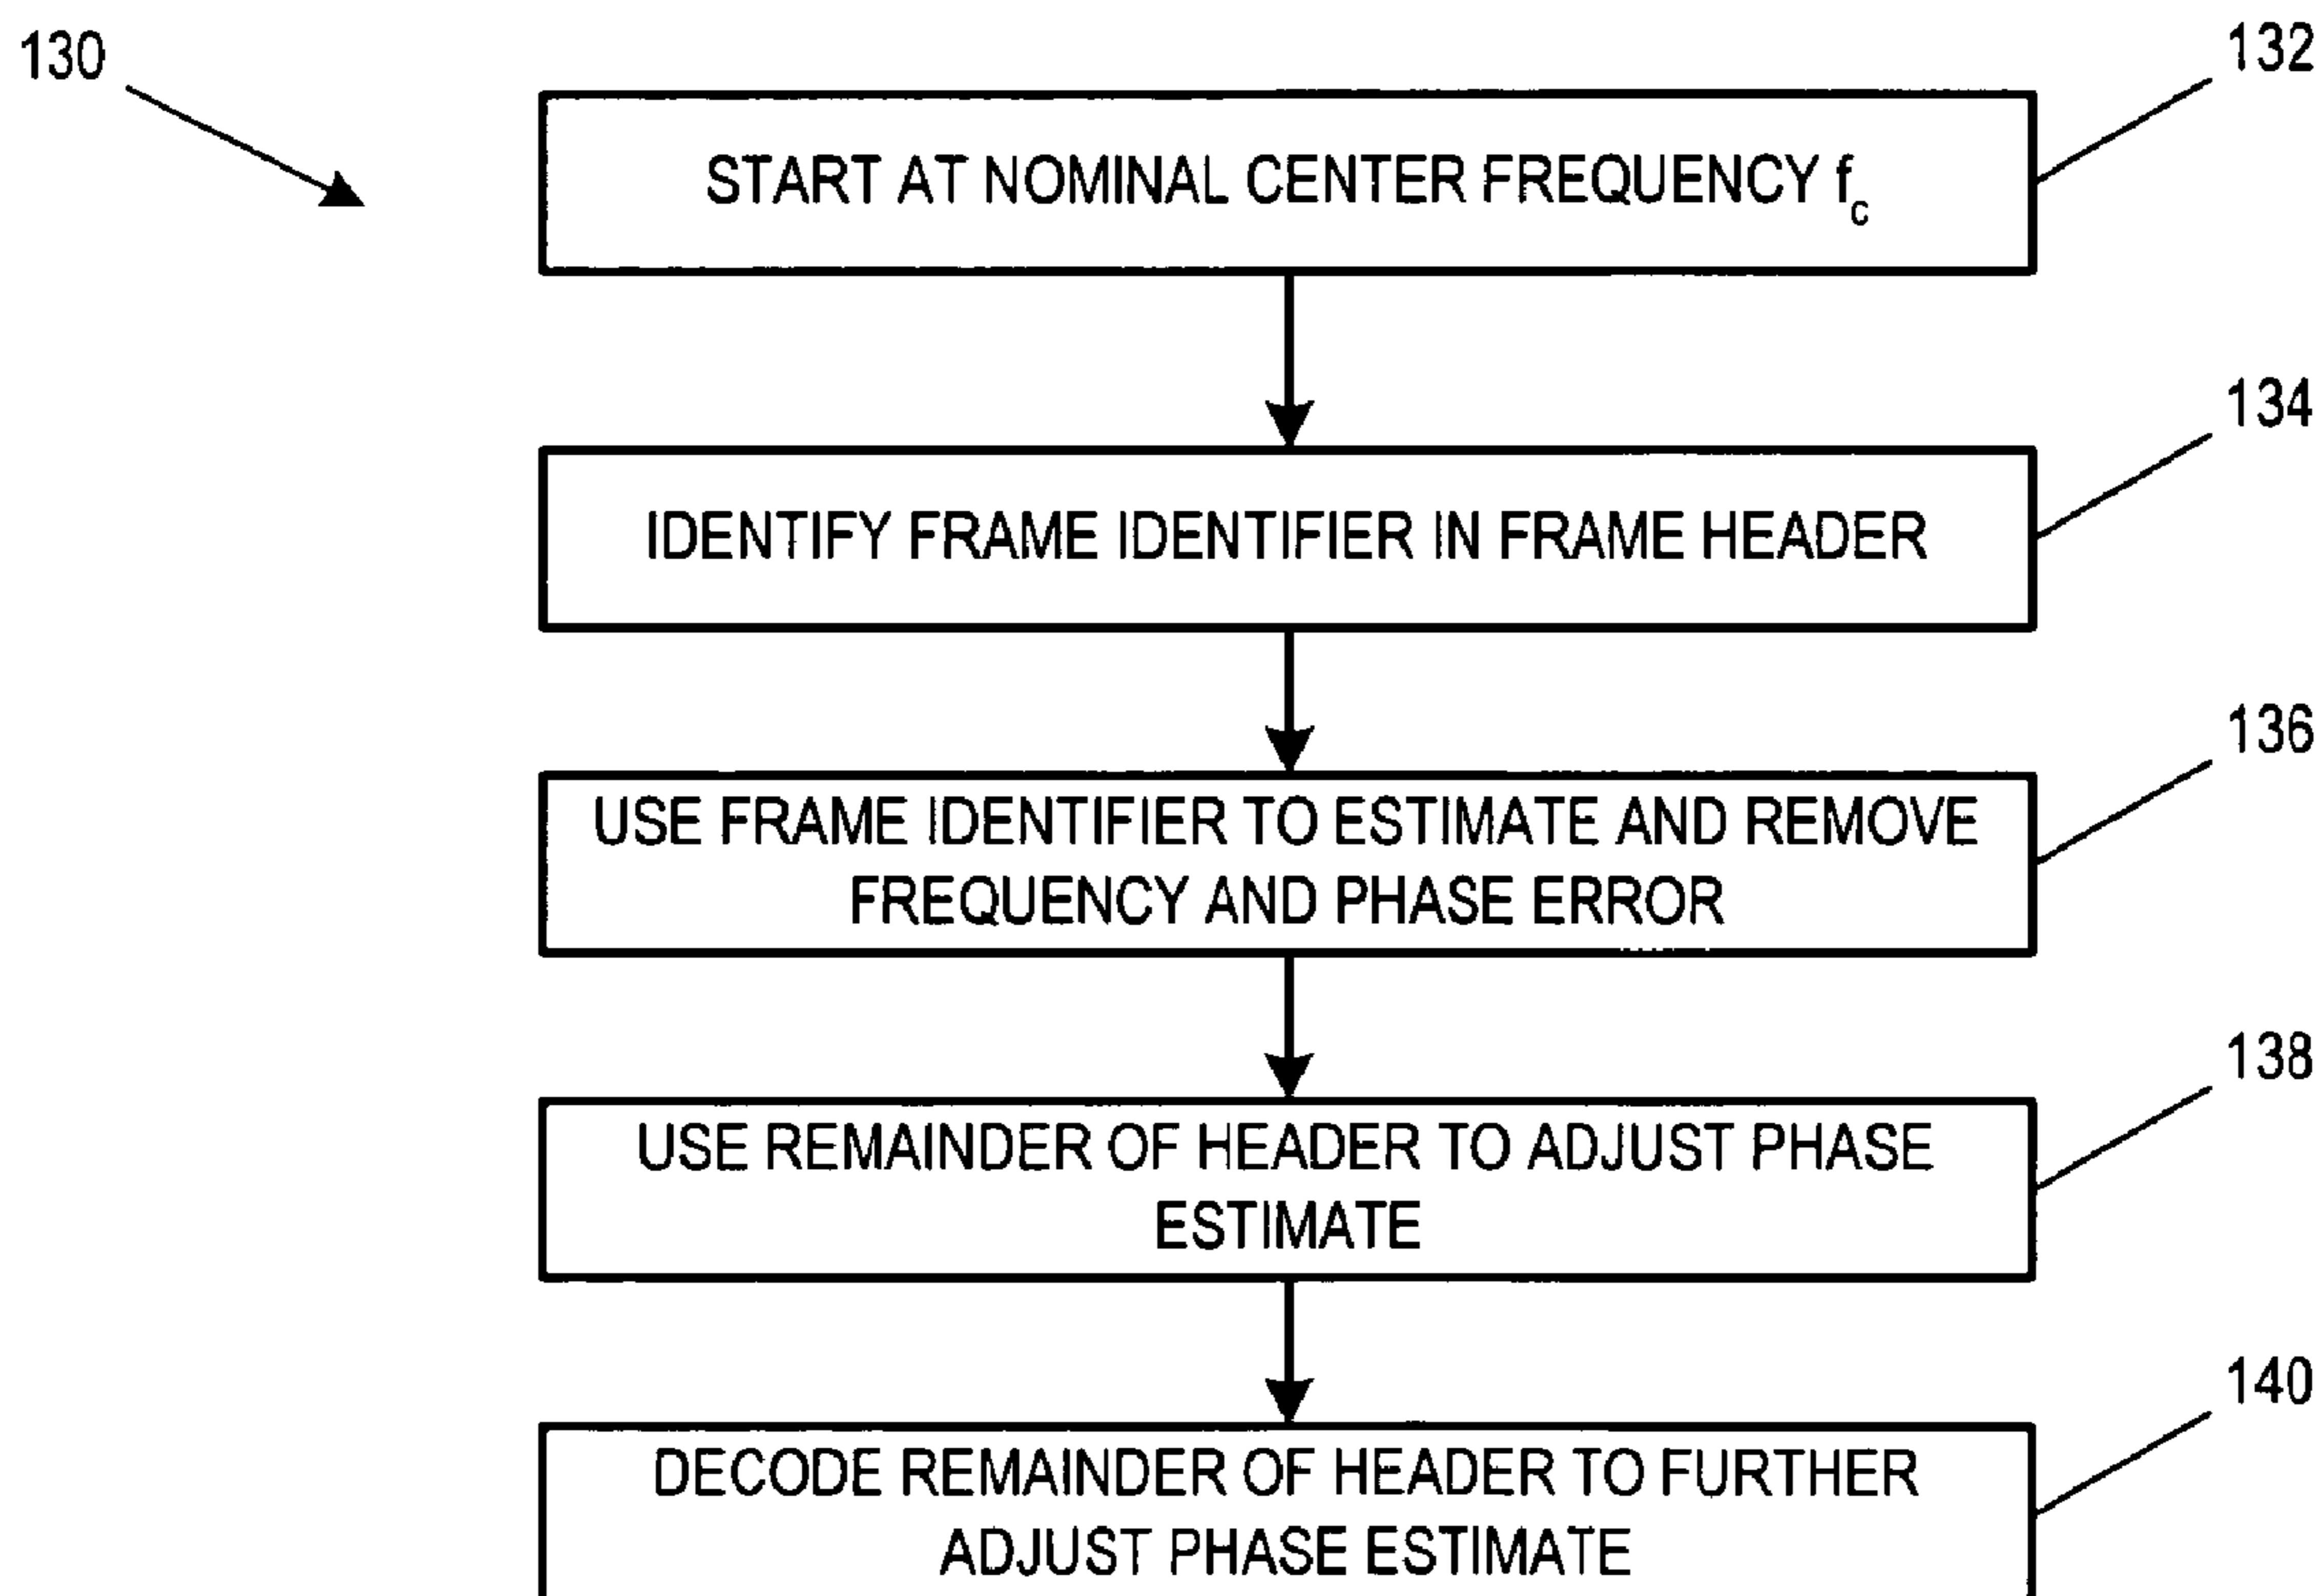 130
132
START AT NOMINAL CENTER FREQUENCY fc
134
IDENTIFY FRAME IDENTIFIER IN FRAME HEADER
136
USE FRAME IDENTIFIER TO ESTIMATE AND REMOVE
FREQUENCY AND PHASE ERROR
138
USE REMAINDER OF HEADER TO ADJUST PHASE
ESTIMATE
140
DECODE REMAINDER OF HEADER TO FURTHER
ADJUST PHASE ESTIMATE